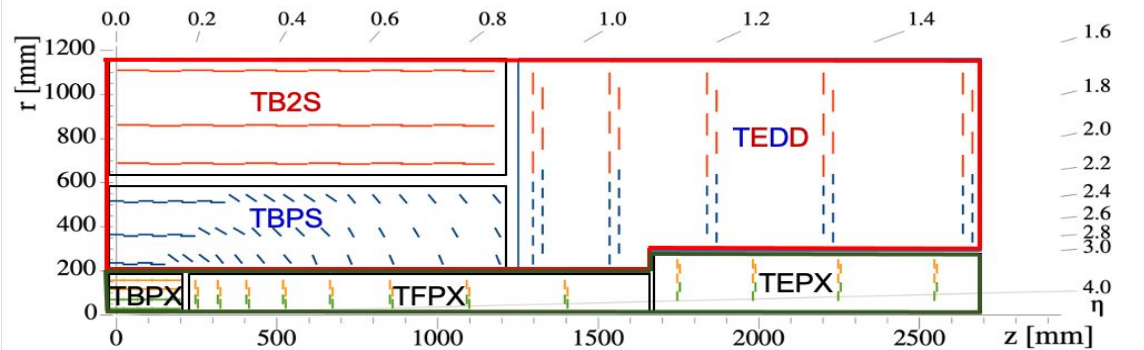 0.0 0.2 0.4 0.6 0.8 1.0 1.2 1.4 1.6
r [mm]
1200
1000 TB2S 1.8
800 TEDD 2.0
2.2
600 2.4
TBPS 2.6
400 2.8
3.0
200
TBPX TFPX TEPX 4.0
0 η
0 500 1000 1500 2000 2500 z [mm]